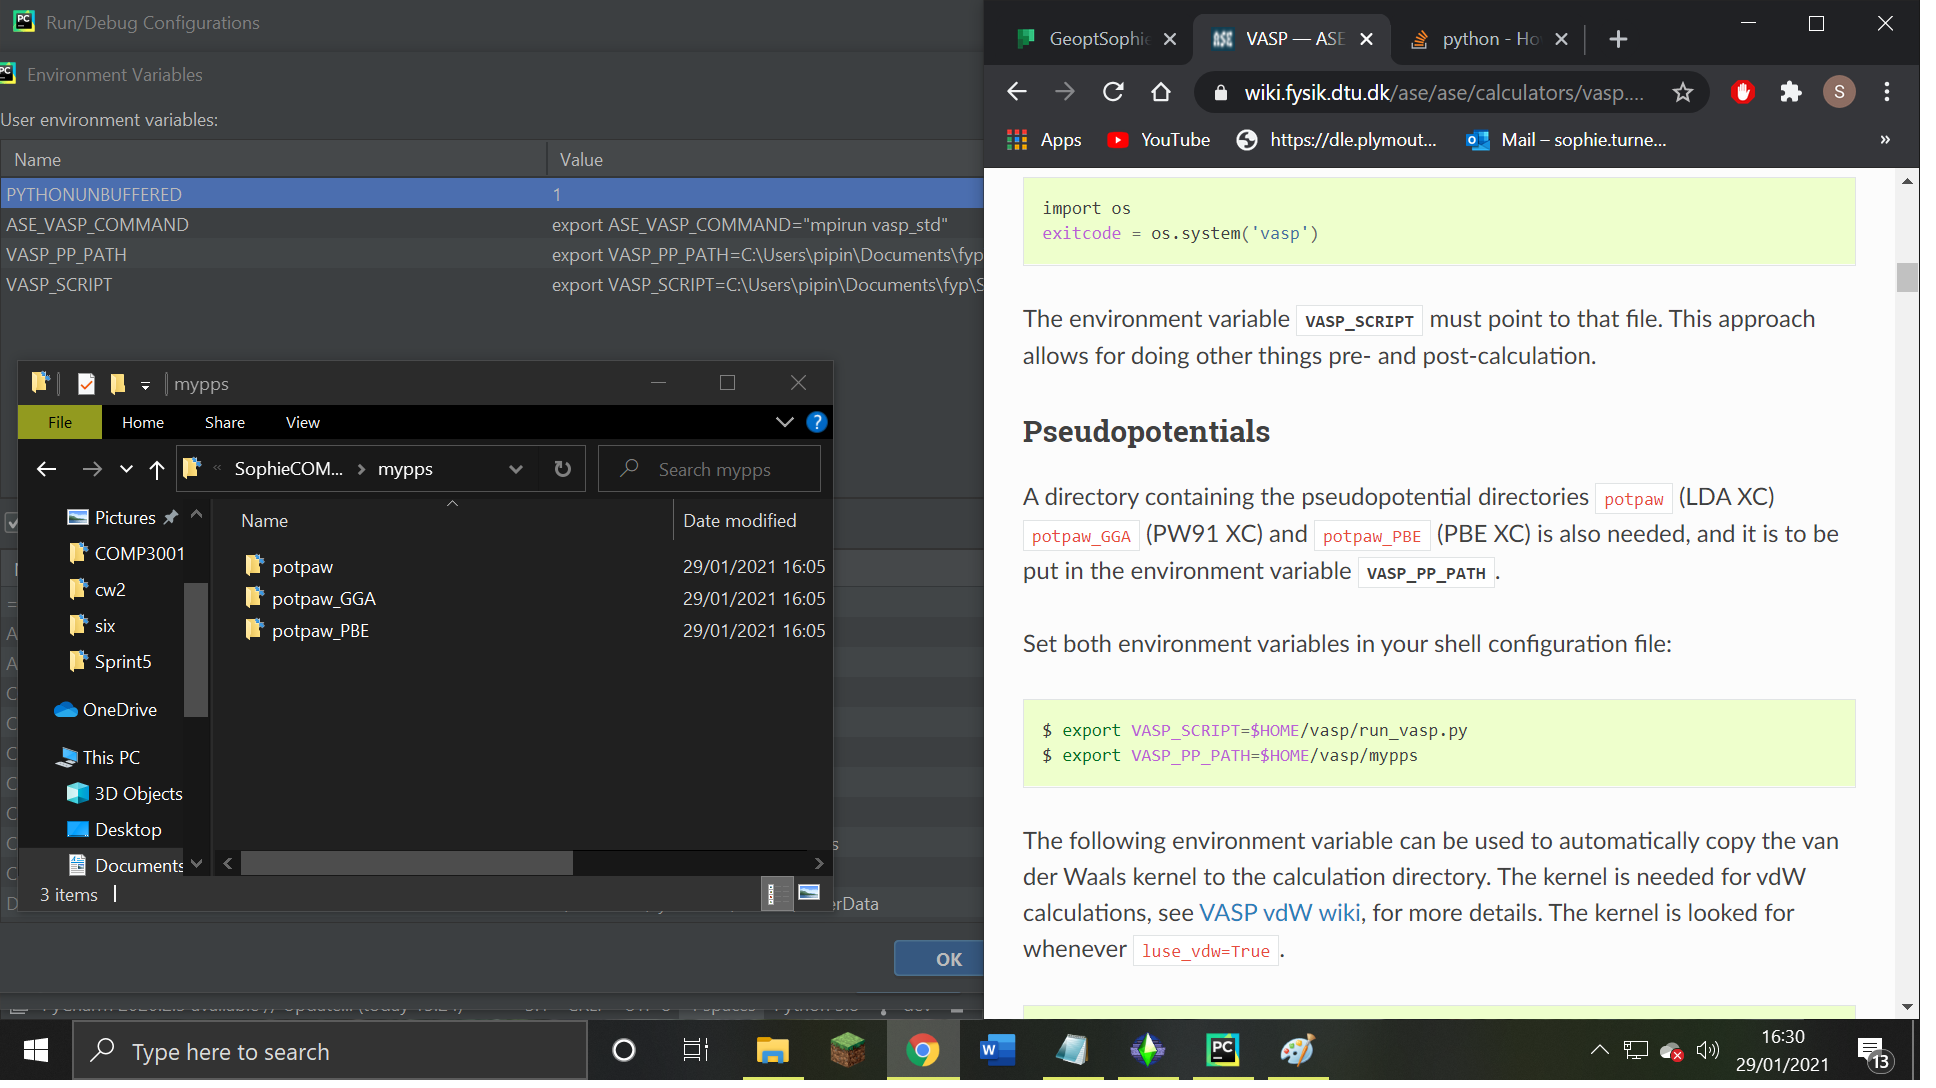 Run/Debug Configurations
Environment Variables
User environment variables:
Name Value
PYTHONUNBUFFERED 1
ASE_VASP_COMMAND export ASE_VASP_COMMAND="mpirun vasp_std"
VASP_PP_PATH export VASP_PP_PATH=C:\Users\pipin\Documents\fyp
VASP_SCRIPT export VASP_SCRIPT=C:\Users\pipin\Documents\fyp\S
mypps
File Home Share View
SophieCOM... mypps
Search mypps
Pictures
COMP3001
cw2
six
Sprint5
OneDrive
This PC
3D Objects
Desktop
Documents
Name Date modified
potpaw 29/01/2021 16:05
potpaw_GGA 29/01/2021 16:05
potpaw_PBE 29/01/2021 16:05
3 items
rData
OK
GeoptSophie
VASP — ASE
python - Ho
wiki.fysik.dtu.dk/ase/ase/calculators/vasp....
S
Apps YouTube https://dle.plymout... Mail – sophie.turne... »
import os
exitcode = os.system('vasp')
The environment variable VASP_SCRIPT must point to that file. This approach
allows for doing other things pre- and post-calculation.
Pseudopotentials
A directory containing the pseudopotential directories potpaw (LDA XC)
potpaw_GGA (PW91 XC) and potpaw_PBE (PBE XC) is also needed, and it is to be
put in the environment variable VASP_PP_PATH.
Set both environment variables in your shell configuration file:
$ export VASP_SCRIPT=$HOME/vasp/run_vasp.py
$ export VASP_PP_PATH=$HOME/vasp/mypps
The following environment variable can be used to automatically copy the van
der Waals kernel to the calculation directory. The kernel is needed for vdW
calculations, see VASP vdW wiki, for more details. The kernel is looked for
whenever luse_vdw=True.
Type here to search
16:30
29/01/2021
13